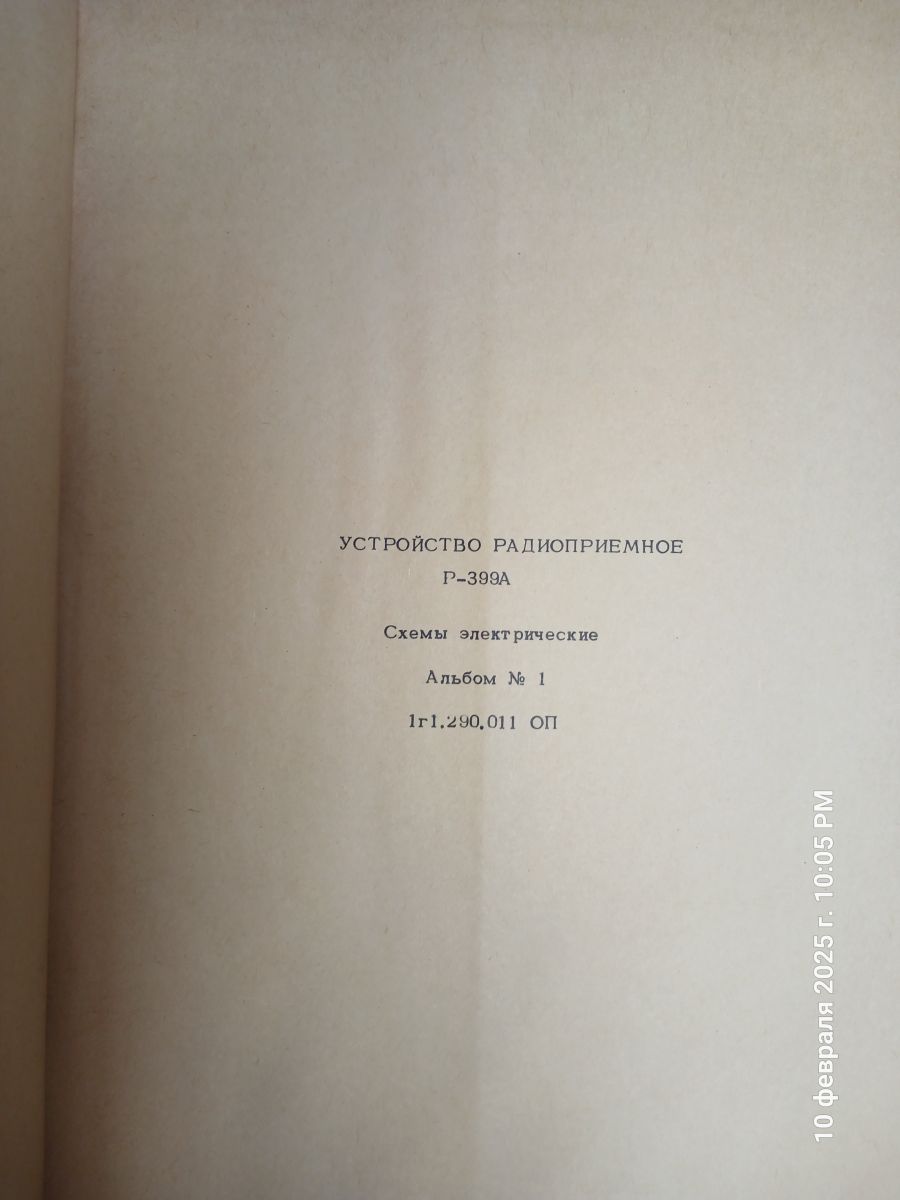 УСТРОЙСТВО РАДИОПРИЕМНОЕ
Р-399А
Схемы электрические
Альбом № 1
1г1.290.011 ОП
10 февраля 2025 г. 10:05 PM